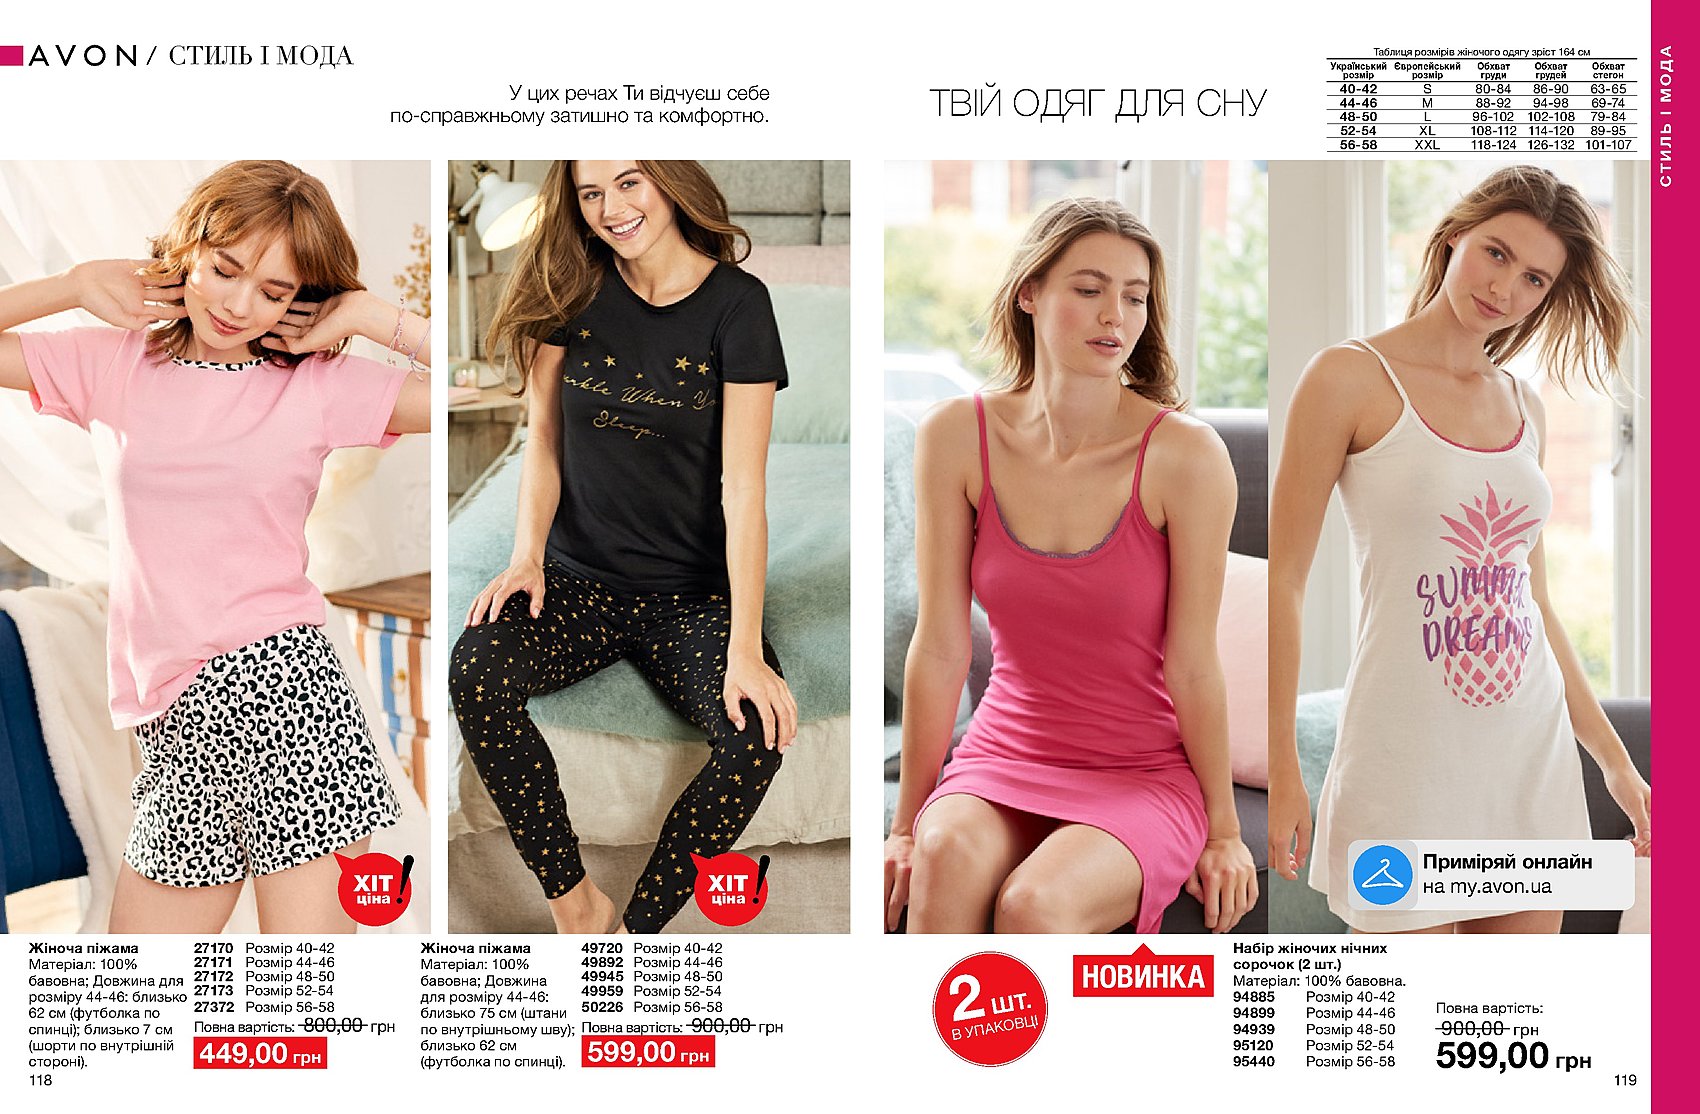 AVON / СТИЛЬ І МОДА
У цих речах Ти відчуєш себе
по-справжньому затишно та комфортно.
ТВІЙ ОДЯГ ДЛЯ СНУ
Таблиця розмірів жіночого одягу зріст 164 см
Український розмір Європейський розмір Обхват груди Обхват грудей Обхват стегон
40-42 S 80-84 86-90 63-65
44-46 M 88-92 94-98 69-74
48-50 L 96-102 102-108 79-84
52-54 XL 108-112 114-120 89-95
56-58 XXL 118-124 126-132 101-107
СТИЛЬ І МОДА
When
Sleep...
SUMMER
DREAMS
ХІТ
ціна
ХІТ
ціна
Приміряй онлайн
на my.avon.ua
Жіноча піжама
Матеріал: 100%
бавовна; Довжина для
розміру 44-46: близько
62 см (футболка по
спинці); близько 7 см
(шорти по внутрішній
стороні).
27170 Розмір 40-42
27171 Розмір 44-46
27172 Розмір 48-50
27173 Розмір 52-54
27372 Розмір 56-58
Повна вартість: 800,00 грн
449,00 грн
118
Жіноча піжама
Матеріал: 100%
бавовна; Довжина
для розміру 44-46:
близько 75 см (штани
по внутрішньому шву);
близько 62 см
(футболка по спинці).
49720 Розмір 40-42
49892 Розмір 44-46
49945 Розмір 48-50
49959 Розмір 52-54
50226 Розмір 56-58
Повна вартість: 900,00 грн
599,00 грн
2 ШТ.
В УПАКОВЦІ
НОВИНКА
Набір жіночих нічних
сорочок (2 шт.)
Матеріал: 100% бавовна.
94885 Розмір 40-42
94899 Розмір 44-46
94939 Розмір 48-50
95120 Розмір 52-54
95440 Розмір 56-58
Повна вартість:
900,00 грн
599,00 грн
119